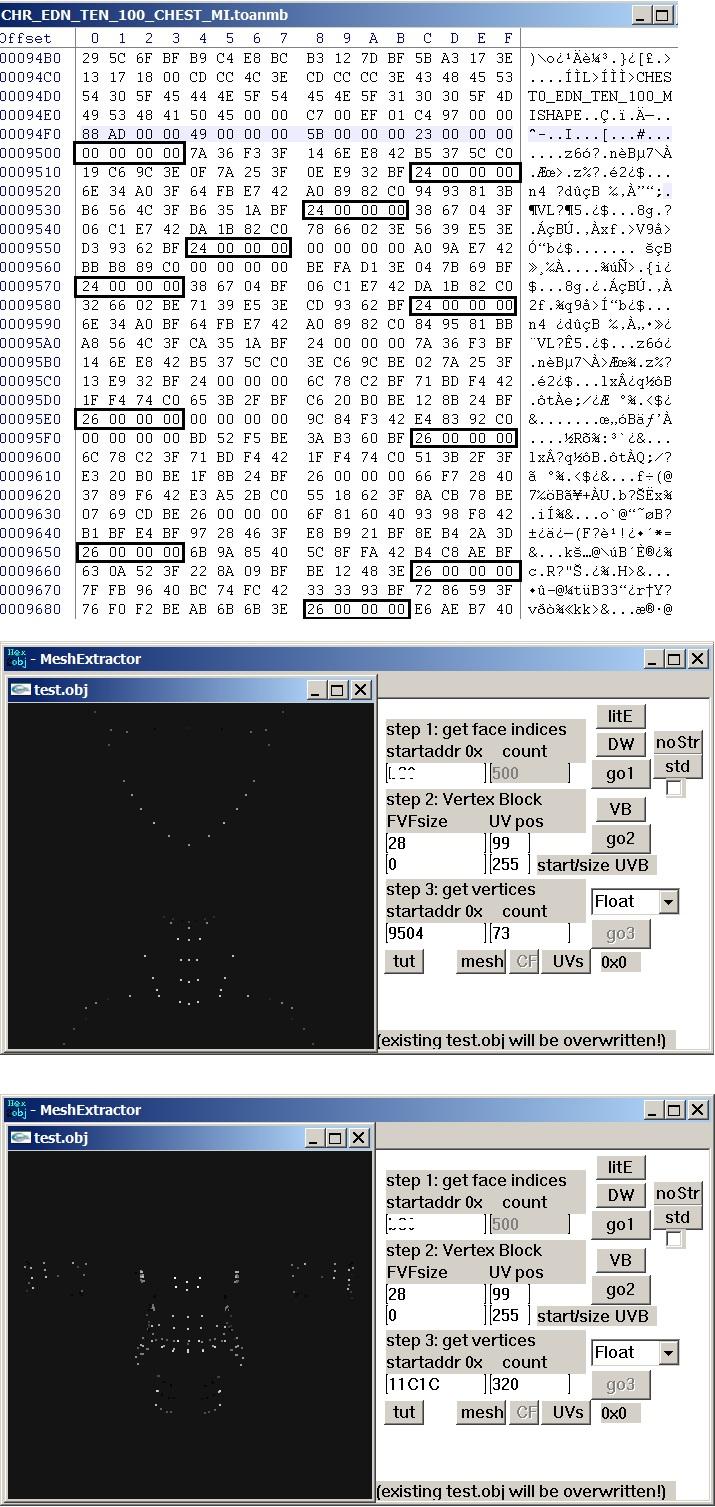 CHR_EDN_TEN_100_CHEST_MI.toanmb
Offset 0 1 2 3 4 5 6 7 8 9 A B C D E F
000094B0 29 5C 6F BF B9 C4 E8 BC B3 12 7D BF 5B A3 17 3E )\o¿¹Äè¼³.}¿[£.>
000094C0 13 17 18 00 CD CC 4C 3E CD CC CC 3E 43 48 45 53 ....ÍÌL>ÍÌÌ>CHES
000094D0 54 30 5F 45 44 4E 5F 54 45 4E 5F 31 30 30 5F 4D T0_EDN_TEN_100_M
000094E0 49 53 48 41 50 45 00 00 C7 00 EF 01 C4 97 00 00 ISHAPE..Ç.ï.Ä—..
000094F0 88 AD 00 00 49 00 00 00 5B 00 00 00 23 00 00 00 ˆ-..I...[...#...
00009500 00 00 00 00 7A 36 F3 3F 14 6E E8 42 B5 37 5C C0 ....z6ó?.nèBµ7\À
00009510 19 C6 9C 3E 0F 7A 25 3F 0E E9 32 BF 24 00 00 00 .Æœ>.z%?.é2¿$...
00009520 6E 34 A0 3F 64 FB E7 42 A0 89 82 C0 94 93 81 3B n4 ?dûçB ‰‚À”“;
00009530 B6 56 4C 3F B6 35 1A BF 24 00 00 00 38 67 04 3F ¶VL?¶5.¿$...8g.?
00009540 06 C1 E7 42 DA 1B 82 C0 78 66 02 3E 56 39 E5 3E .ÁçBÚ.‚Àxf.>V9å>
00009550 D3 93 62 BF 24 00 00 00 00 00 00 00 A0 9A E7 42 Ó“b¿$....... šçB
00009560 BB B8 89 C0 00 00 00 00 BE FA D1 3E 04 7B 69 BF »¸‰À....¾úÑ>.{i¿
00009570 24 00 00 00 38 67 04 BF 06 C1 E7 42 DA 1B 82 C0 $...8g.¿.ÁçBÚ.‚À
00009580 32 66 02 BE 71 39 E5 3E CD 93 62 BF 24 00 00 00 2f.¾q9å>Í“b¿$...
00009590 6E 34 A0 BF 64 FB E7 42 A0 89 82 C0 84 95 81 BB n4 ¿dûçB ‰‚À„•»
000095A0 A8 56 4C 3F CA 35 1A BF 24 00 00 00 7A 36 F3 BF ¨VL?Ê5.¿$...z6ó¿
000095B0 14 6E E8 42 B5 37 5C C0 3E C6 9C BE 02 7A 25 3F .nèBµ7\À>Æœ¾.z%?
000095C0 13 E9 32 BF 24 00 00 00 6C 78 C2 BF 71 BD F4 42 .é2¿$...lxÂ¿q½ôB
000095D0 1F F4 74 C0 65 3B 2F BF C6 20 B0 BE 12 8B 24 BF .ôtÀe;/¿Æ °¾.‹$¿
000095E0 26 00 00 00 00 00 00 00 9C 84 F3 42 E4 83 92 C0 &.......œ„óBäƒ’À
000095F0 00 00 00 00 BD 52 F5 BE 3A B3 60 BF 26 00 00 00 ....½Rõ¾:³`¿&...
00009600 6C 78 C2 3F 71 BD F4 42 1F F4 74 C0 51 3B 2F 3F lxÂ?q½ôB.ôtÀQ;/?
00009610 E3 20 B0 BE 1F 8B 24 BF 26 00 00 00 66 F7 28 40 ã °¾.‹$¿&...f÷(@
00009620 37 89 F6 42 E3 A5 2B C0 55 18 62 3F 8A CB 78 BE 7‰öBã¥+ÀU.b?ŠËx¾
00009630 07 69 CD BE 26 00 00 00 6F 81 60 40 93 98 F8 42 .iÍ¾&...o`@“˜øB
00009640 B1 BF E4 BF 97 28 46 3F E8 B9 21 BF 8E B4 2A 3D ±¿ä¿—(F?è¹!¿Ž´*=
00009650 26 00 00 00 6B 9A 85 40 5C 8F FA 42 B4 C8 AE BF &...kš…@\úB´È®¿
00009660 63 0A 52 3F 22 8A 09 BF BE 12 48 3E 26 00 00 00 c.R?"Š.¿¾.H>&...
00009670 7F FB 96 40 BC 74 FC 42 33 33 93 BF 72 86 59 3F û–@¼tüB33“¿r†Y?
00009680 76 F0 F2 BE AB 6B 6B 3E 26 00 00 00 E6 AE B7 40 vðò¾«kk>&...æ®·@
Hex obj - MeshExtractor
test.obj
step 1: get face indices
startaddr 0x count
500
step 2: Vertex Block
FVFsize UV pos
28 99
0 255 start/size UVB
step 3: get vertices
startaddr 0x count
9504 73
tut mesh CF UVs 0x0
litE
DW noStr
go1 std
VB
go2
Float
go3
(existing test.obj will be overwritten!)
Hex obj - MeshExtractor
test.obj
step 1: get face indices
startaddr 0x count
500
step 2: Vertex Block
FVFsize UV pos
28 99
0 255 start/size UVB
step 3: get vertices
startaddr 0x count
11C1C 320
tut mesh CF UVs 0x0
litE
DW noStr
go1 std
VB
go2
Float
go3
(existing test.obj will be overwritten!)